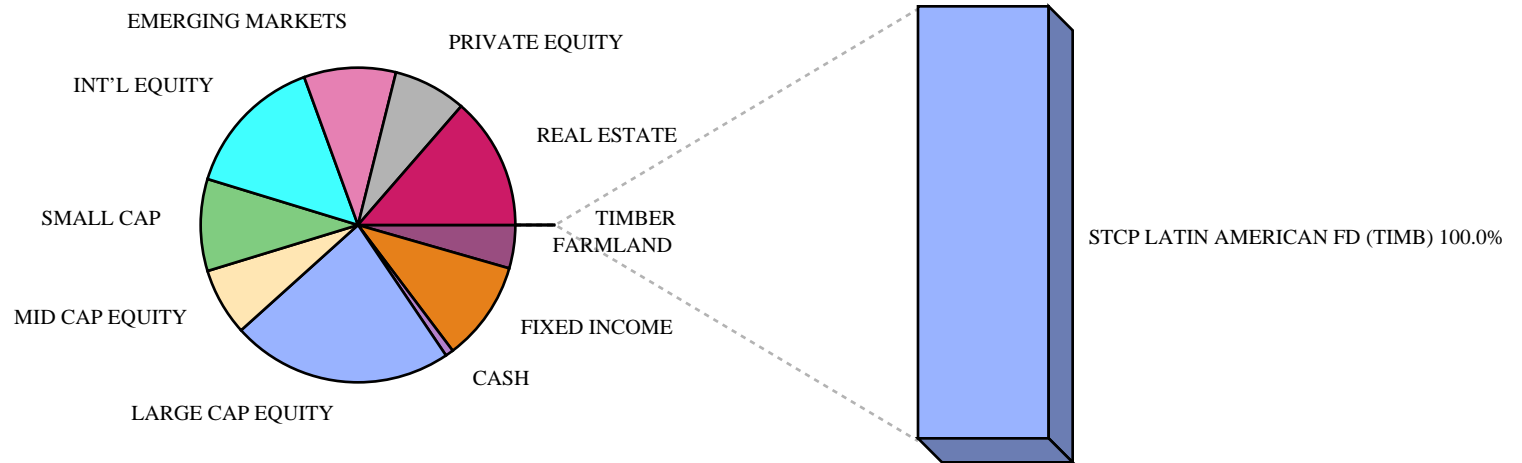 EMERGING MARKETS
PRIVATE EQUITY
INT’L EQUITY
REAL ESTATE
SMALL CAP
TIMBER
FARMLAND
STCP LATIN AMERICAN FD (TIMB) 100.0%
MID CAP EQUITY
FIXED INCOME
CASH
LARGE CAP EQUITY